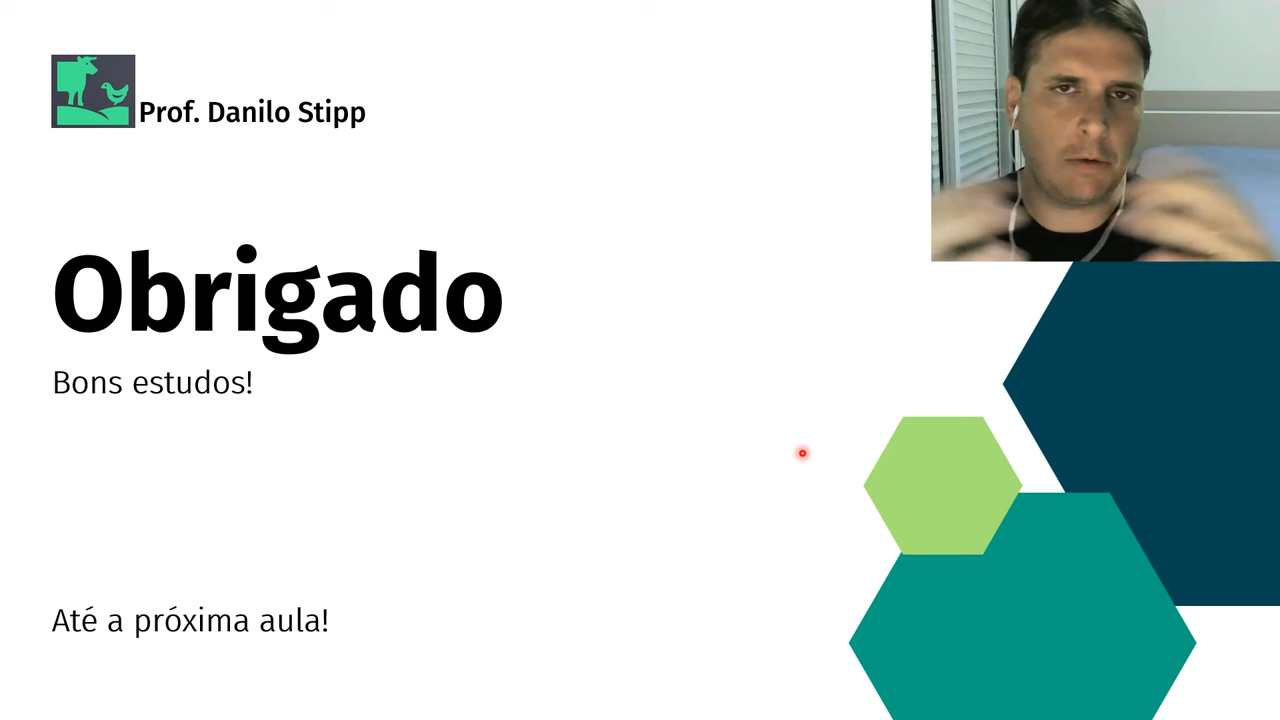 Prof. Danilo Stipp
Obrigado
Bons estudos!
Até a próxima aula!